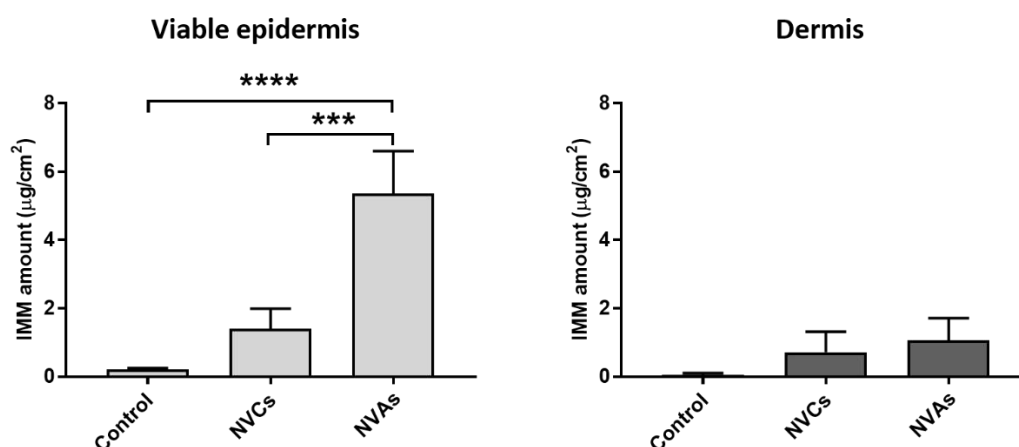 Viable epidermis
****
***
IMM amount (μg/cm²)
8
6
4
2
0
Control
NVCs
NVAs
Dermis
IMM amount (μg/cm²)
8
6
4
2
0
Control
NVCs
NVAs